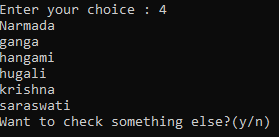 Enter your choice : 4
Narmada
ganga
hangami
hugali
krishna
saraswati
Want to check something else?(y/n)